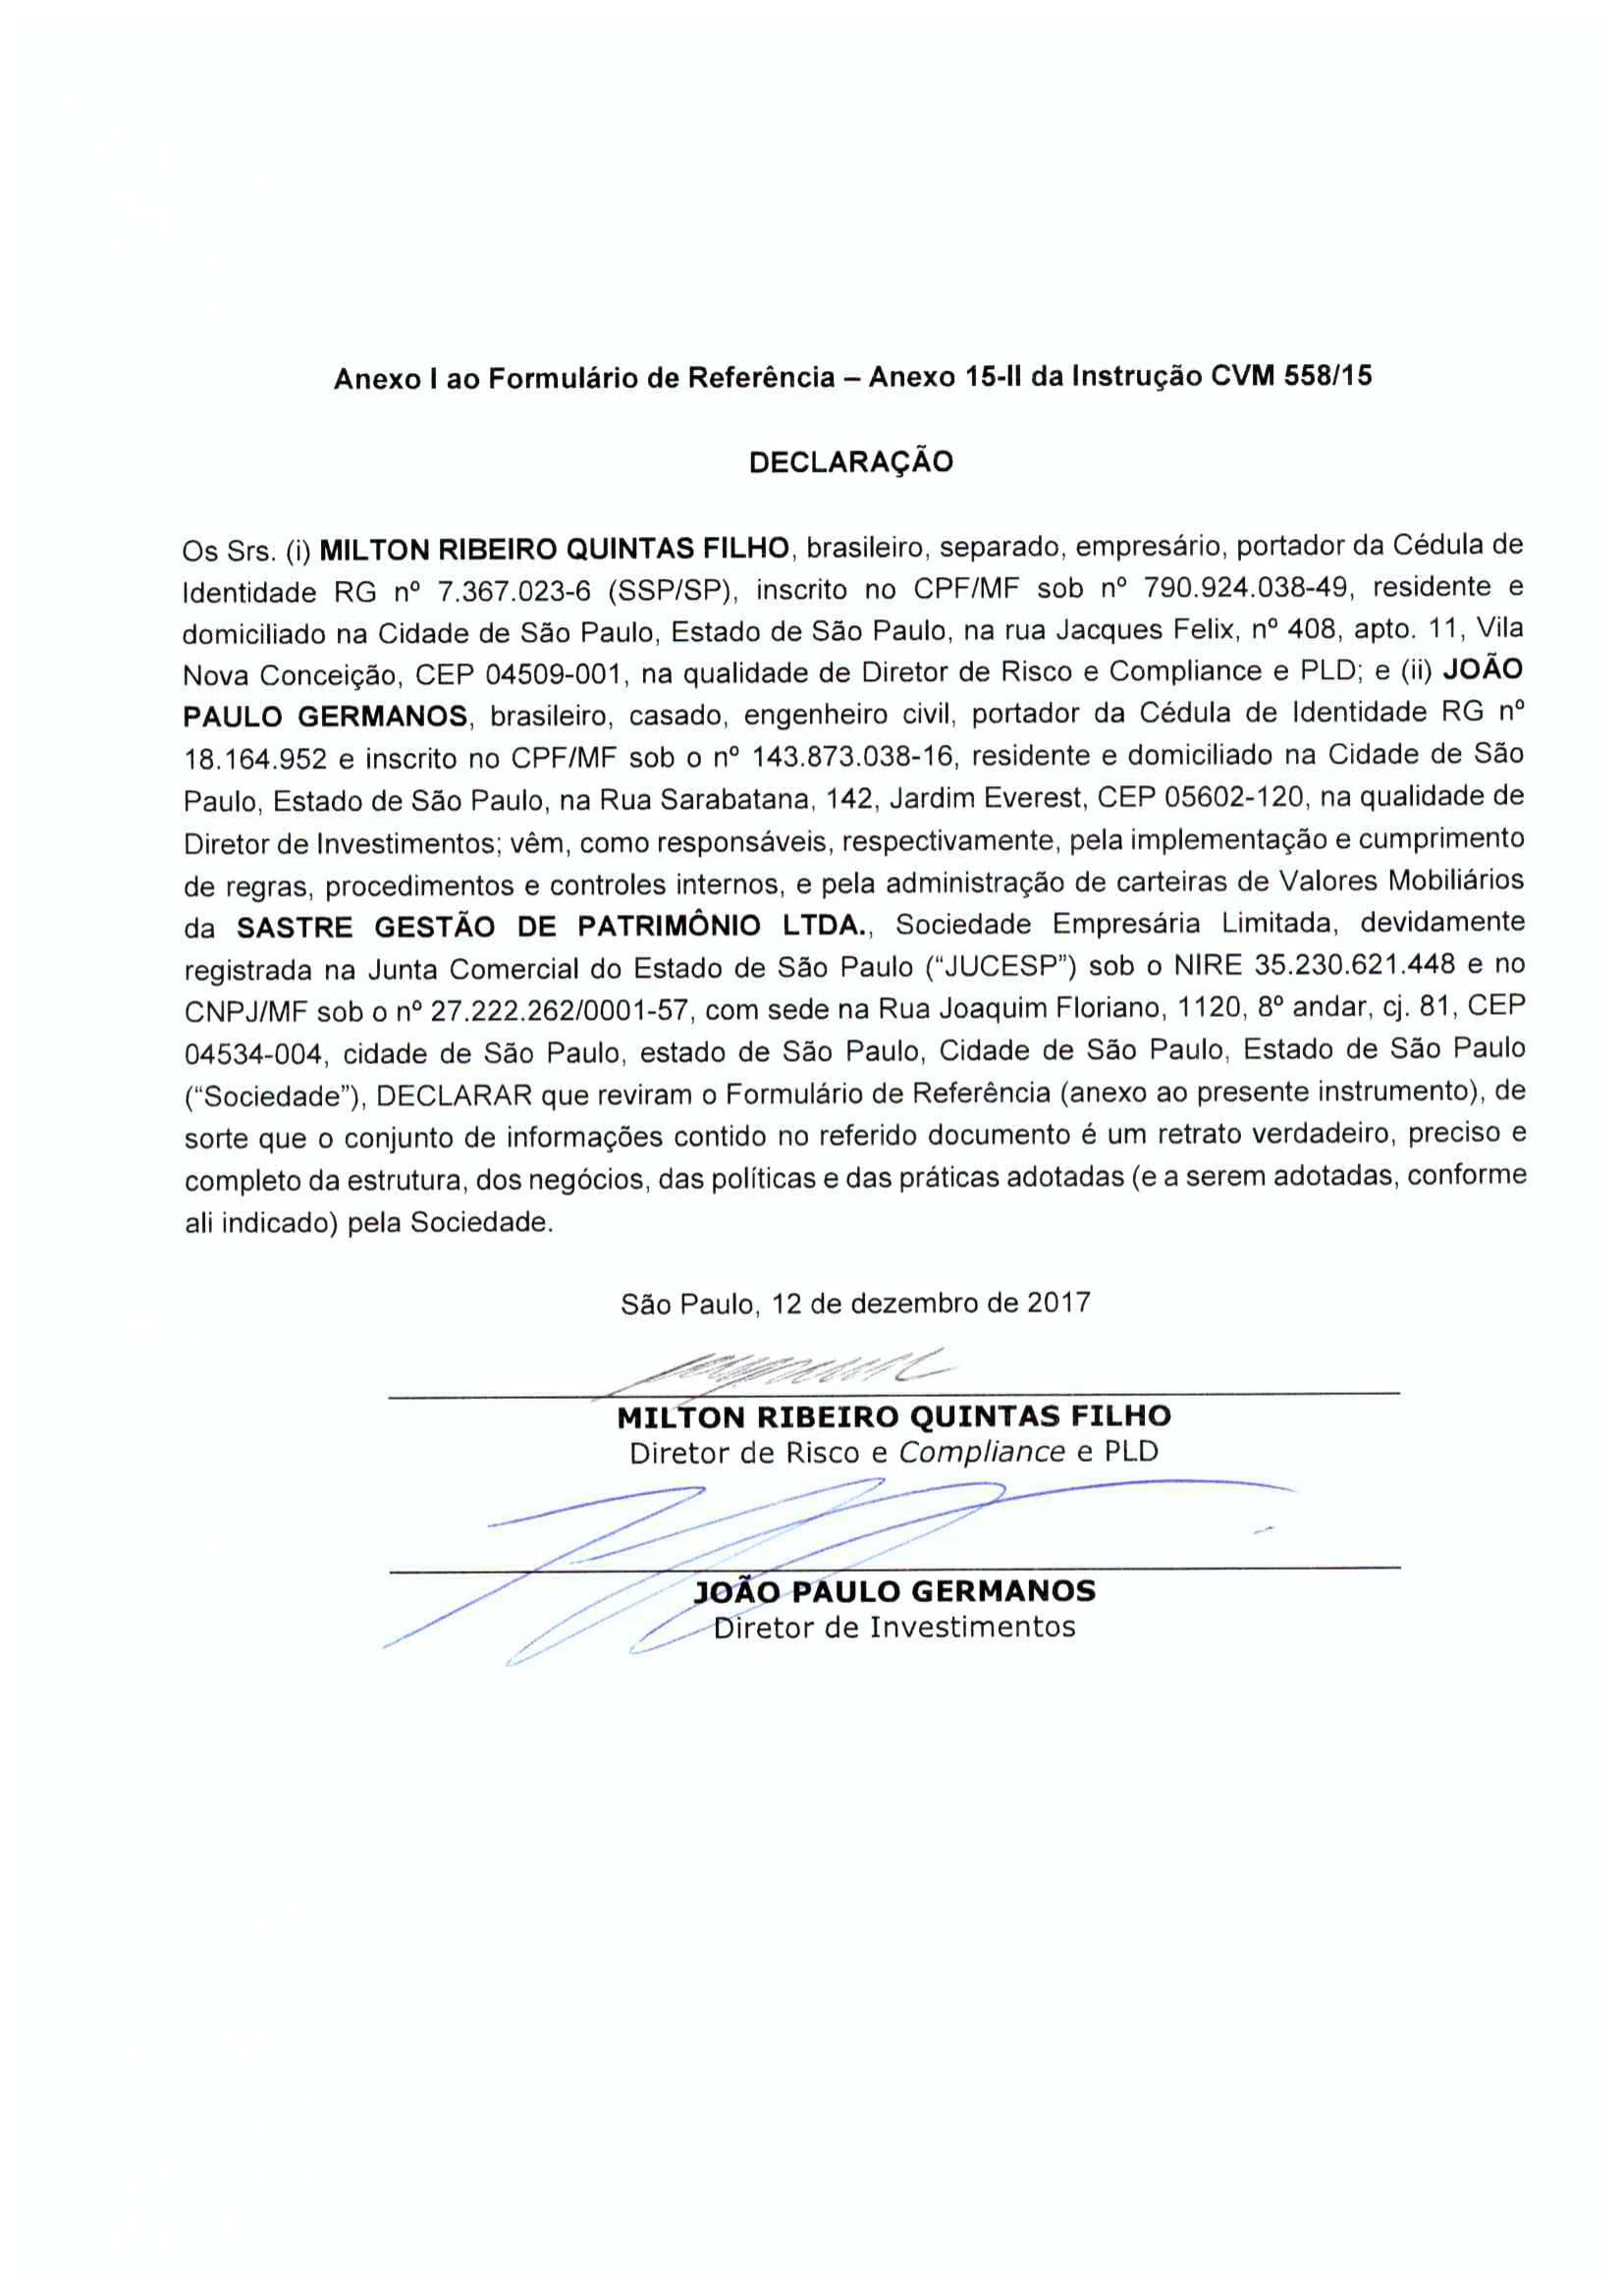 Anexo I ao Formulário de Referência – Anexo 15-II da Instrução CVM 558/15
DECLARAÇÃO
Os Srs. (i) MILTON RIBEIRO QUINTAS FILHO, brasileiro, separado, empresário, portador da Cédula de
Identidade RG nº 7.367.023-6 (SSP/SP), inscrito no CPF/MF sob nº 790.924.038-49, residente e
domiciliado na Cidade de São Paulo, Estado de São Paulo, na rua Jacques Felix, nº 408, apto. 11, Vila
Nova Conceição, CEP 04509-001, na qualidade de Diretor de Risco e Compliance e PLD; e (ii) JOÃO
PAULO GERMANOS, brasileiro, casado, engenheiro civil, portador da Cédula de Identidade RG nº
18.164.952 e inscrito no CPF/MF sob o nº 143.873.038-16, residente e domiciliado na Cidade de São
Paulo, Estado de São Paulo, na Rua Sarabatana, 142, Jardim Everest, CEP 05602-120, na qualidade de
Diretor de Investimentos; vêm, como responsáveis, respectivamente, pela implementação e cumprimento
de regras, procedimentos e controles internos, e pela administração de carteiras de Valores Mobiliários
da SASTRE GESTÃO DE PATRIMÔNIO LTDA., Sociedade Empresária Limitada, devidamente
registrada na Junta Comercial do Estado de São Paulo (“JUCESP”) sob o NIRE 35.230.621.448 e no
CNPJ/MF sob o nº 27.222.262/0001-57, com sede na Rua Joaquim Floriano, 1120, 8º andar, cj. 81, CEP
04534-004, cidade de São Paulo, estado de São Paulo, Cidade de São Paulo, Estado de São Paulo
(“Sociedade”), DECLARAR que reviram o Formulário de Referência (anexo ao presente instrumento), de
sorte que o conjunto de informações contido no referido documento é um retrato verdadeiro, preciso e
completo da estrutura, dos negócios, das políticas e das práticas adotadas (e a serem adotadas, conforme
ali indicado) pela Sociedade.
São Paulo, 12 de dezembro de 2017
MILTON RIBEIRO QUINTAS FILHO
Diretor de Risco e Compliance e PLD
JOÃO PAULO GERMANOS
Diretor de Investimentos